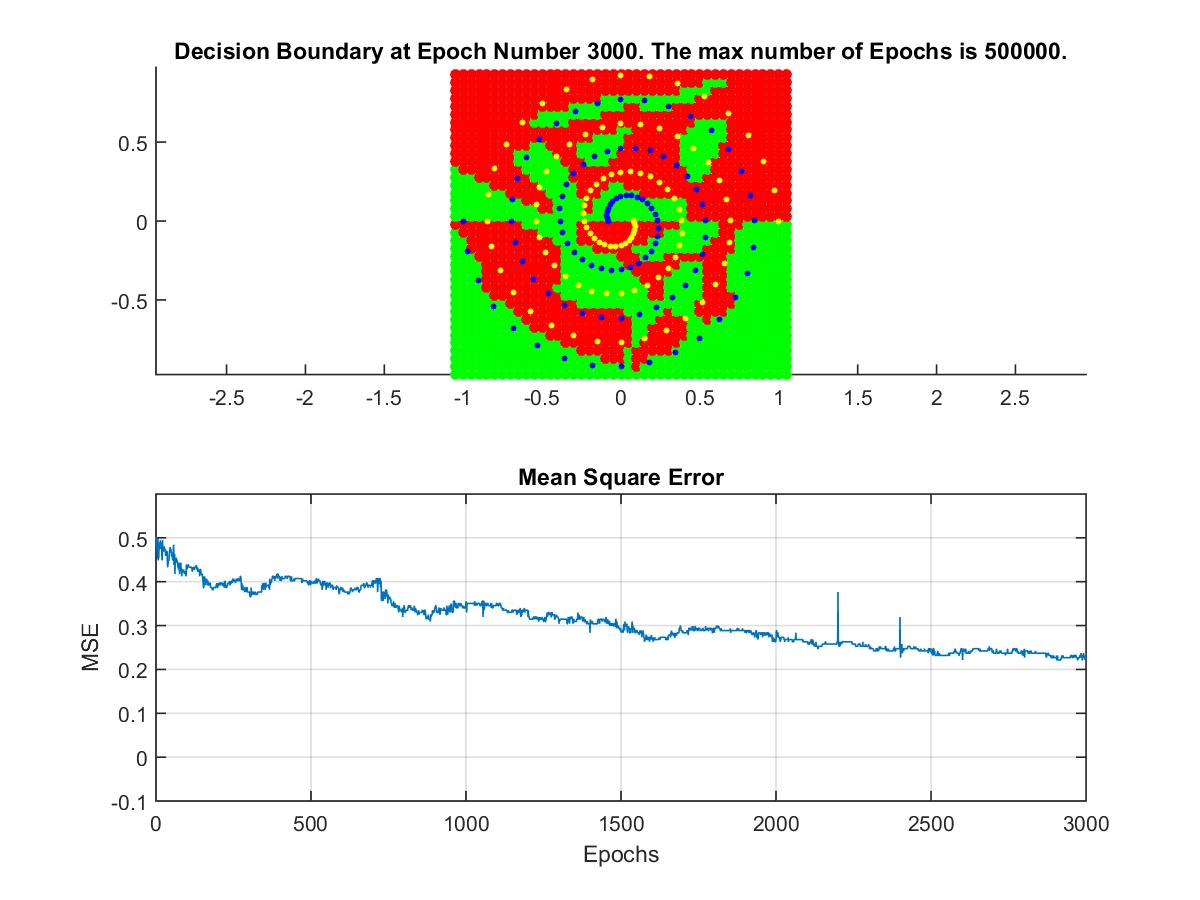 Decision Boundary at Epoch Number 3000. The max number of Epochs is 500000.
0.5
0
-0.5
-2.5 -2 -1.5 -1 -0.5 0 0.5 1 1.5 2 2.5
Mean Square Error
0.5
0.4
0.3
0.2
0.1
0
-0.1
MSE
0 500 1000 1500 2000 2500 3000
Epochs